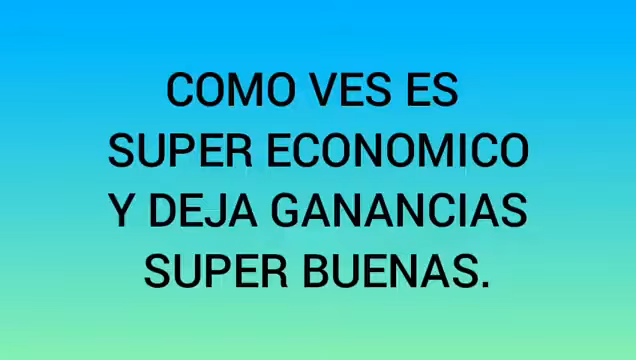 COMO VES ES
SUPER ECONOMICO
Y DEJA GANANCIAS
SUPER BUENAS.